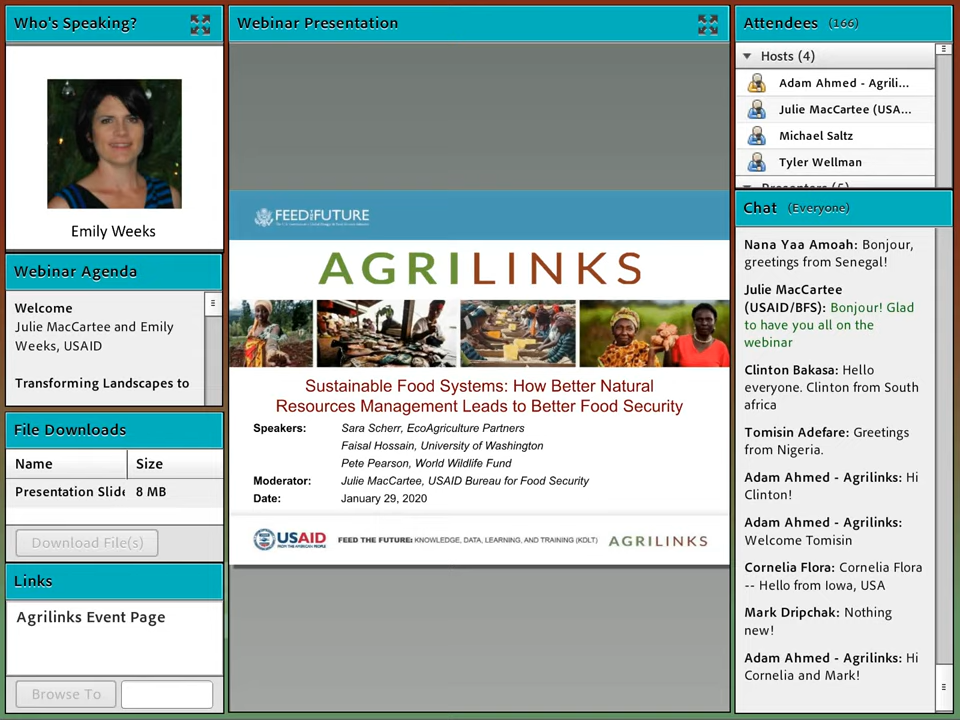 Who's Speaking?
Emily Weeks
Webinar Agenda
Welcome
Julie MacCartee and Emily
Weeks, USAID
Transforming Landscapes to
File Downloads
Name Size
Presentation Slide 8 MB
Download File(s)
Links
Agrilinks Event Page
Browse To
Webinar Presentation
FEED THE FUTURE
AGRILINKS
Sustainable Food Systems: How Better Natural
Resources Management Leads to Better Food Security
Speakers: Sara Scherr, EcoAgriculture Partners
Faisal Hossain, University of Washington
Pete Pearson, World Wildlife Fund
Moderator: Julie MacCartee, USAID Bureau for Food Security
Date: January 29, 2020
USAID
FROM THE AMERICAN PEOPLE
FEED THE FUTURE: KNOWLEDGE, DATA, LEARNING, AND TRAINING (KDLT)
AGRILINKS
Attendees (166)
Hosts (4)
Adam Ahmed - Agrili...
Julie MacCartee (USA...
Michael Saltz
Tyler Wellman
Presenters (5)
Chat (Everyone)
Nana Yaa Amoah: Bonjour,
greetings from Senegal!
Julie MacCartee
(USAID/BFS): Bonjour! Glad
to have you all on the
webinar
Clinton Bakasa: Hello
everyone. Clinton from South
africa
Tomisin Adefare: Greetings
from Nigeria.
Adam Ahmed - Agrilinks: Hi
Clinton!
Adam Ahmed - Agrilinks:
Welcome Tomisin
Cornelia Flora: Cornelia Flora
-- Hello from Iowa, USA
Mark Dripchak: Nothing
new!
Adam Ahmed - Agrilinks: Hi
Cornelia and Mark!